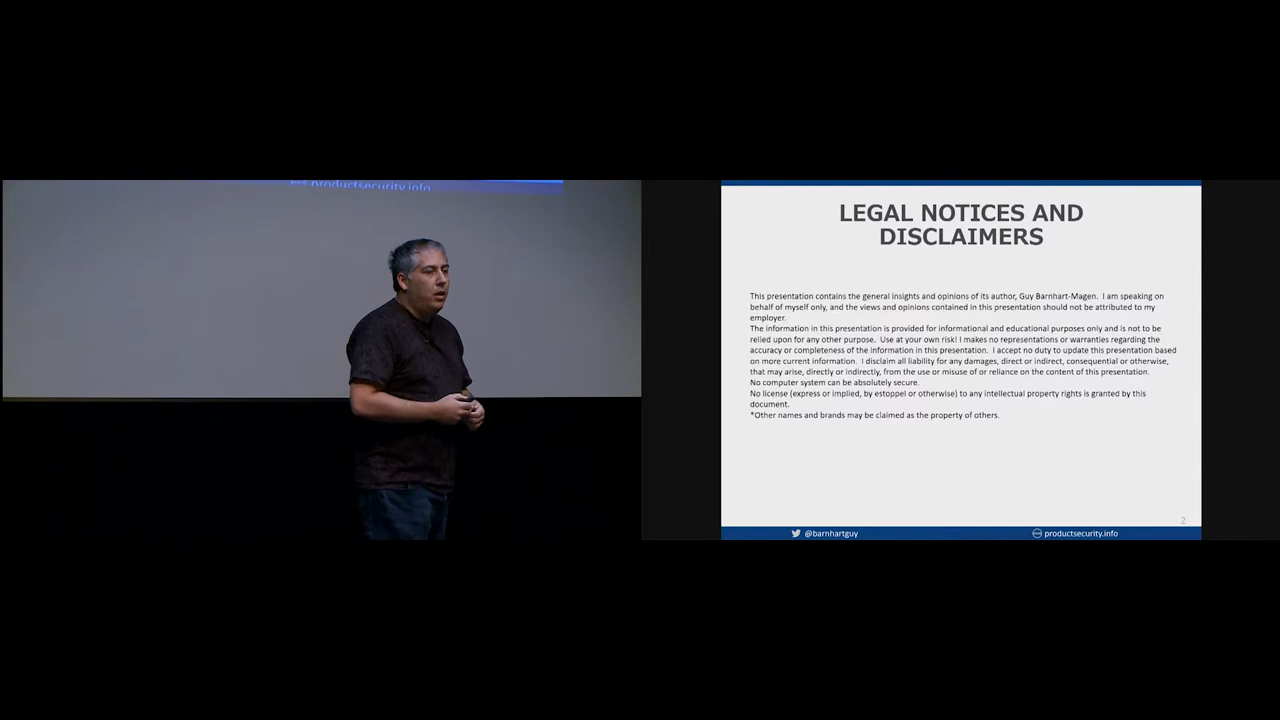 productsecurity.info
LEGAL NOTICES AND
DISCLAIMERS
This presentation contains the general insights and opinions of its author, Guy Barnhart-Magen. I am speaking on
behalf of myself only, and the views and opinions contained in this presentation should not be attributed to my
employer.
The information in this presentation is provided for informational and educational purposes only and is not to be
relied upon for any other purpose. Use at your own risk! I makes no representations or warranties regarding the
accuracy or completeness of the information in this presentation. I accept no duty to update this presentation based
on more current information. I disclaim all liability for any damages, direct or indirect, consequential or otherwise,
that may arise, directly or indirectly, from the use or misuse of or reliance on the content of this presentation.
No computer system can be absolutely secure.
No license (express or implied, by estoppel or otherwise) to any intellectual property rights is granted by this
document.
*Other names and brands may be claimed as the property of others.
2
@barnhartguy
productsecurity.info